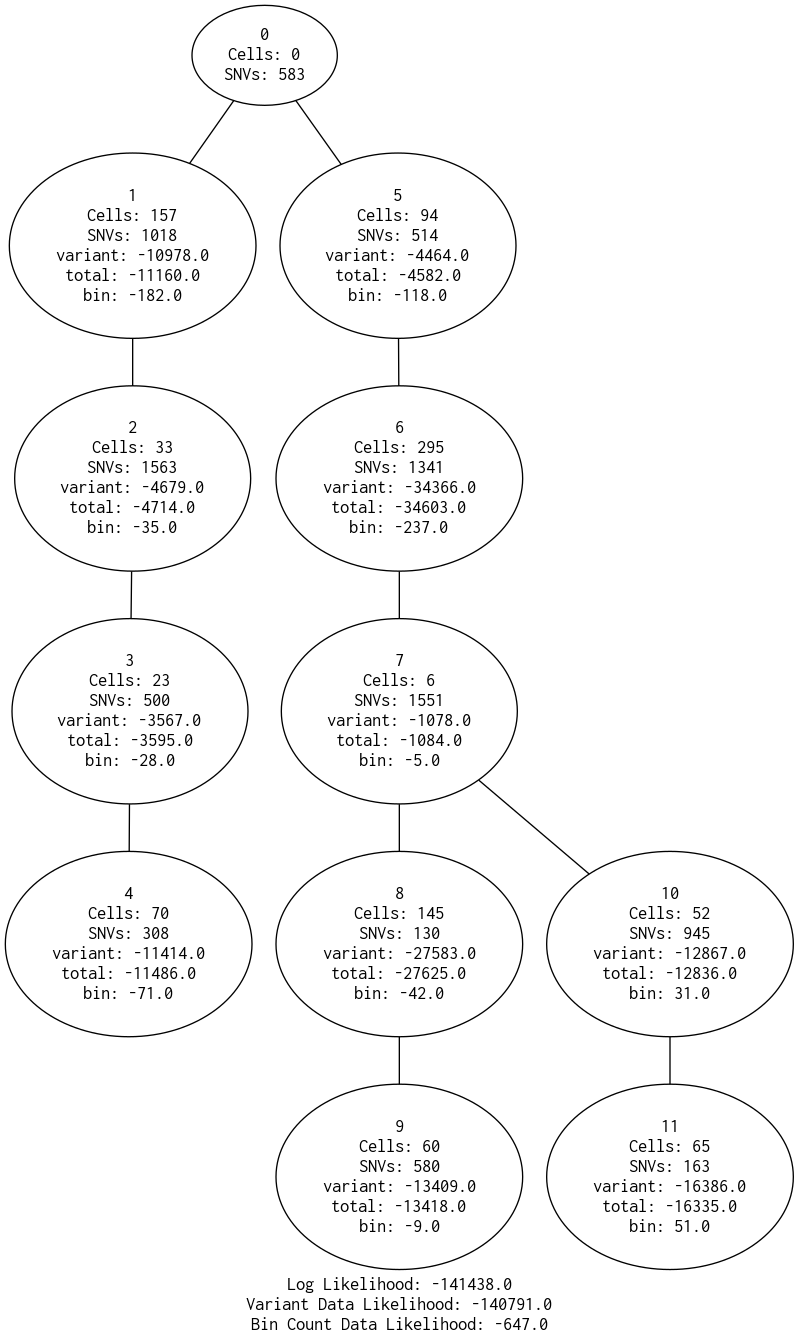 0
Cells: 0
SNVs: 583
1
Cells: 157
SNVs: 1018
variant: -10978.0
total: -11160.0
bin: -182.0
5
Cells: 94
SNVs: 514
variant: -4464.0
total: -4582.0
bin: -118.0
2
Cells: 33
SNVs: 1563
variant: -4679.0
total: -4714.0
bin: -35.0
6
Cells: 295
SNVs: 1341
variant: -34366.0
total: -34603.0
bin: -237.0
3
Cells: 23
SNVs: 500
variant: -3567.0
total: -3595.0
bin: -28.0
7
Cells: 6
SNVs: 1551
variant: -1078.0
total: -1084.0
bin: -5.0
4
Cells: 70
SNVs: 308
variant: -11414.0
total: -11486.0
bin: -71.0
8
Cells: 145
SNVs: 130
variant: -27583.0
total: -27625.0
bin: -42.0
10
Cells: 52
SNVs: 945
variant: -12867.0
total: -12836.0
bin: 31.0
9
Cells: 60
SNVs: 580
variant: -13409.0
total: -13418.0
bin: -9.0
11
Cells: 65
SNVs: 163
variant: -16386.0
total: -16335.0
bin: 51.0
Log Likelihood: -141438.0
Variant Data Likelihood: -140791.0
Bin Count Data Likelihood: -647.0